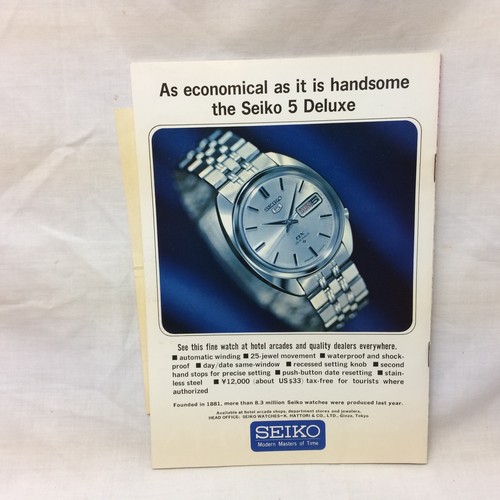 As economical as it is handsome
the Seiko 5 Deluxe
SEIKO
5
DX
See this fine watch at hotel arcades and quality dealers everywhere.
■ automatic winding ■ 25-jewel movement ■ waterproof and shock-
proof ■ day/date same-window ■ recessed setting knob ■ second
hand stops for precise setting ■ push-button date resetting ■ stain-
less steel ■ ¥12,000 (about US$33) tax-free for tourists where
authorized
Founded in 1881, more than 8.3 million Seiko watches were produced last year.
Available at hotel arcade shops, department stores and jewelers.
HEAD OFFICE: SEIKO WATCHES—K. HATTORI & CO., LTD., Ginza, Tokyo
SEIKO
Modern Masters of Time